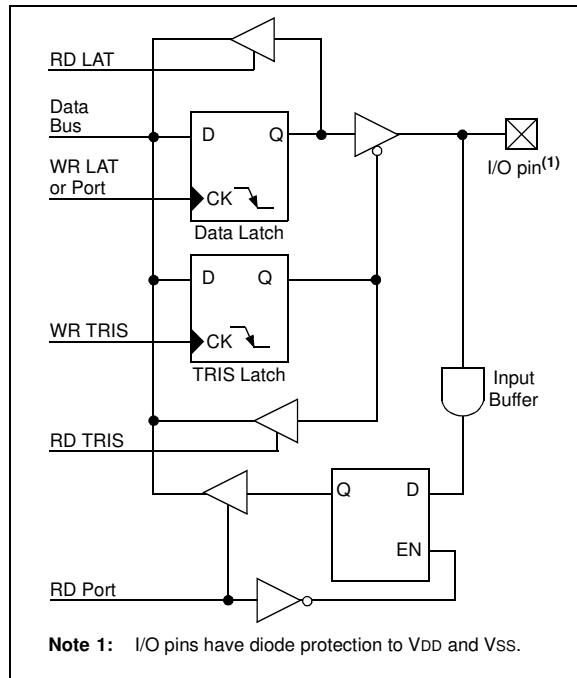 RD LAT
Data
Bus
WR LAT
or Port
D Q
CK
Data Latch
I/O pin(1)
D Q
WR TRIS
CK
TRIS Latch
Input
Buffer
RD TRIS
Q D
EN
RD Port
Note 1: I/O pins have diode protection to VDD and VSS.